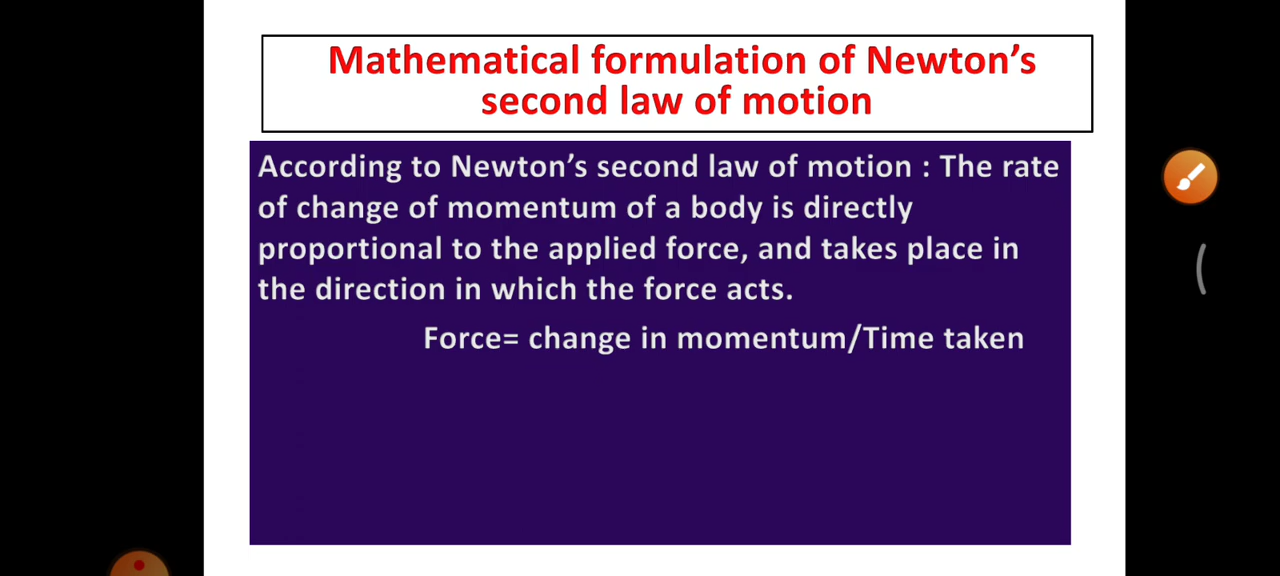 Mathematical formulation of Newton’s
second law of motion
According to Newton’s second law of motion : The rate
of change of momentum of a body is directly
proportional to the applied force, and takes place in
the direction in which the force acts.
Force= change in momentum/Time taken